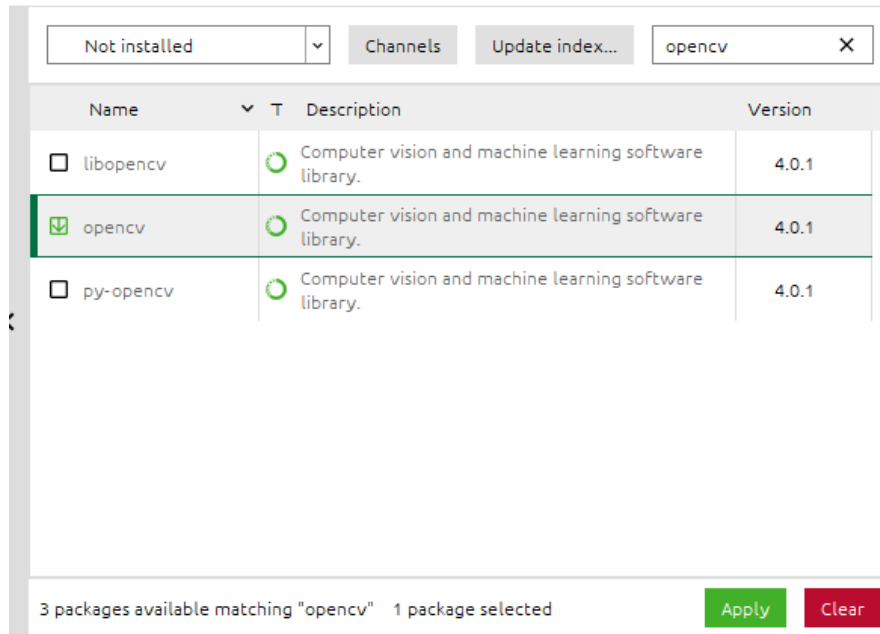 Not installed Channels Update index... opencv
Name T Description Version
libopencv Computer vision and machine learning software library. 4.0.1
opencv Computer vision and machine learning software library. 4.0.1
py-opencv Computer vision and machine learning software library. 4.0.1
3 packages available matching "opencv" 1 package selected Apply Clear